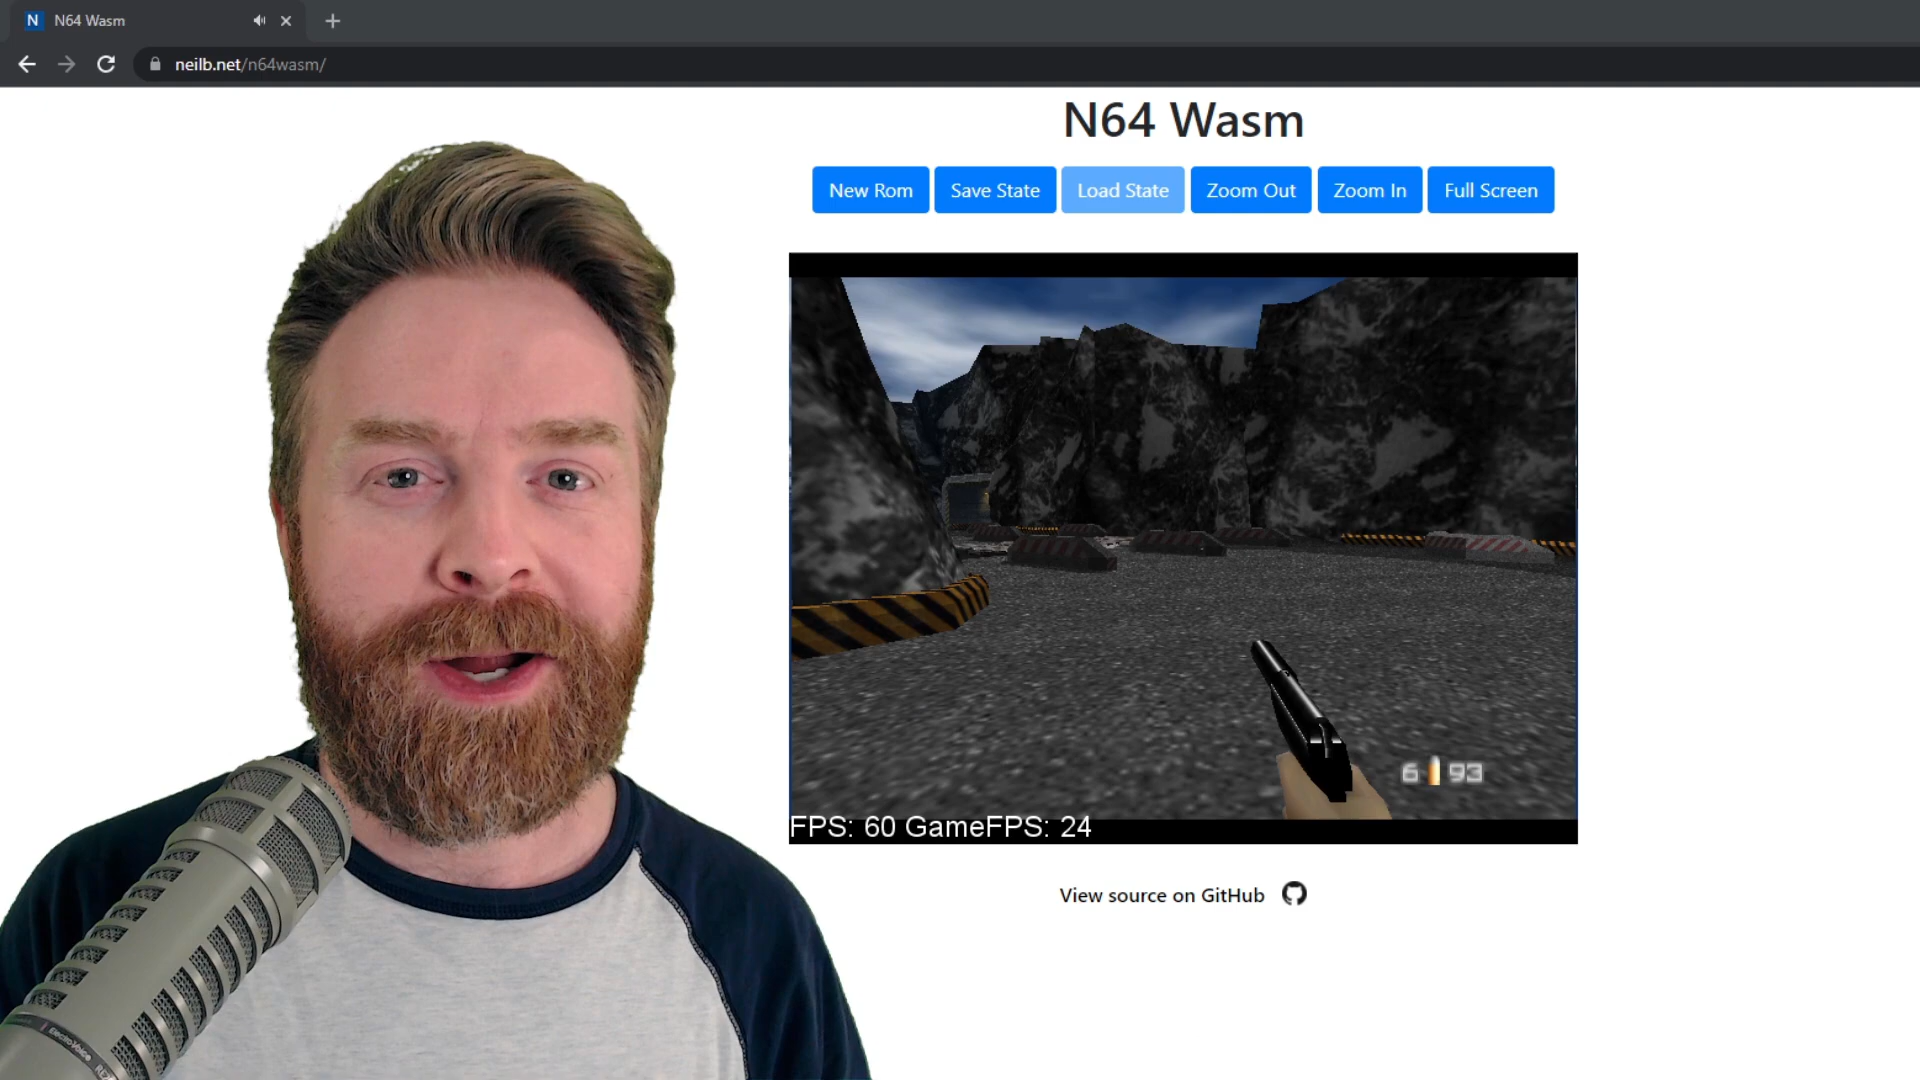 N64 Wasm
neilb.net/n64wasm/
N64 Wasm
New Rom
Save State
Load State
Zoom Out
Zoom In
Full Screen
6 93
FPS: 60 GameFPS: 24
View source on GitHub
ElectroVoice